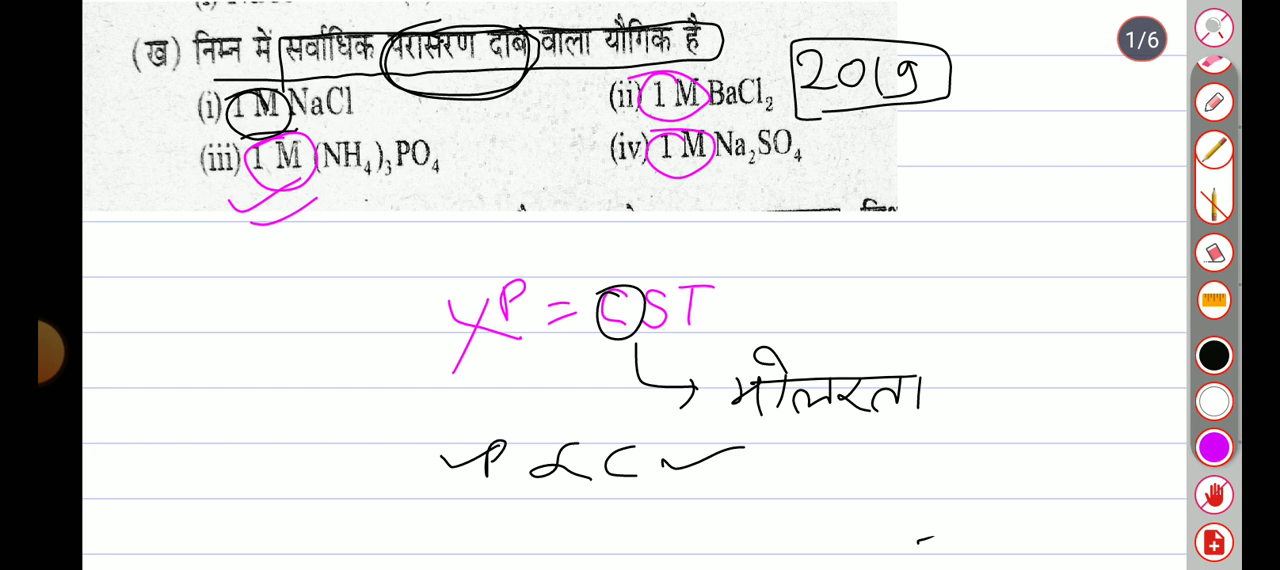 (ख) निम्न में सर्वाधिक परासरण दाब वाला यौगिक है
2019
(i) 1 M NaCl (ii) 1 M BaCl₂
(iii) 1 M (NH₄)₃PO₄ (iv) 1 M Na₂SO₄
P = CST
मोलरता
P ∝ C
1/6